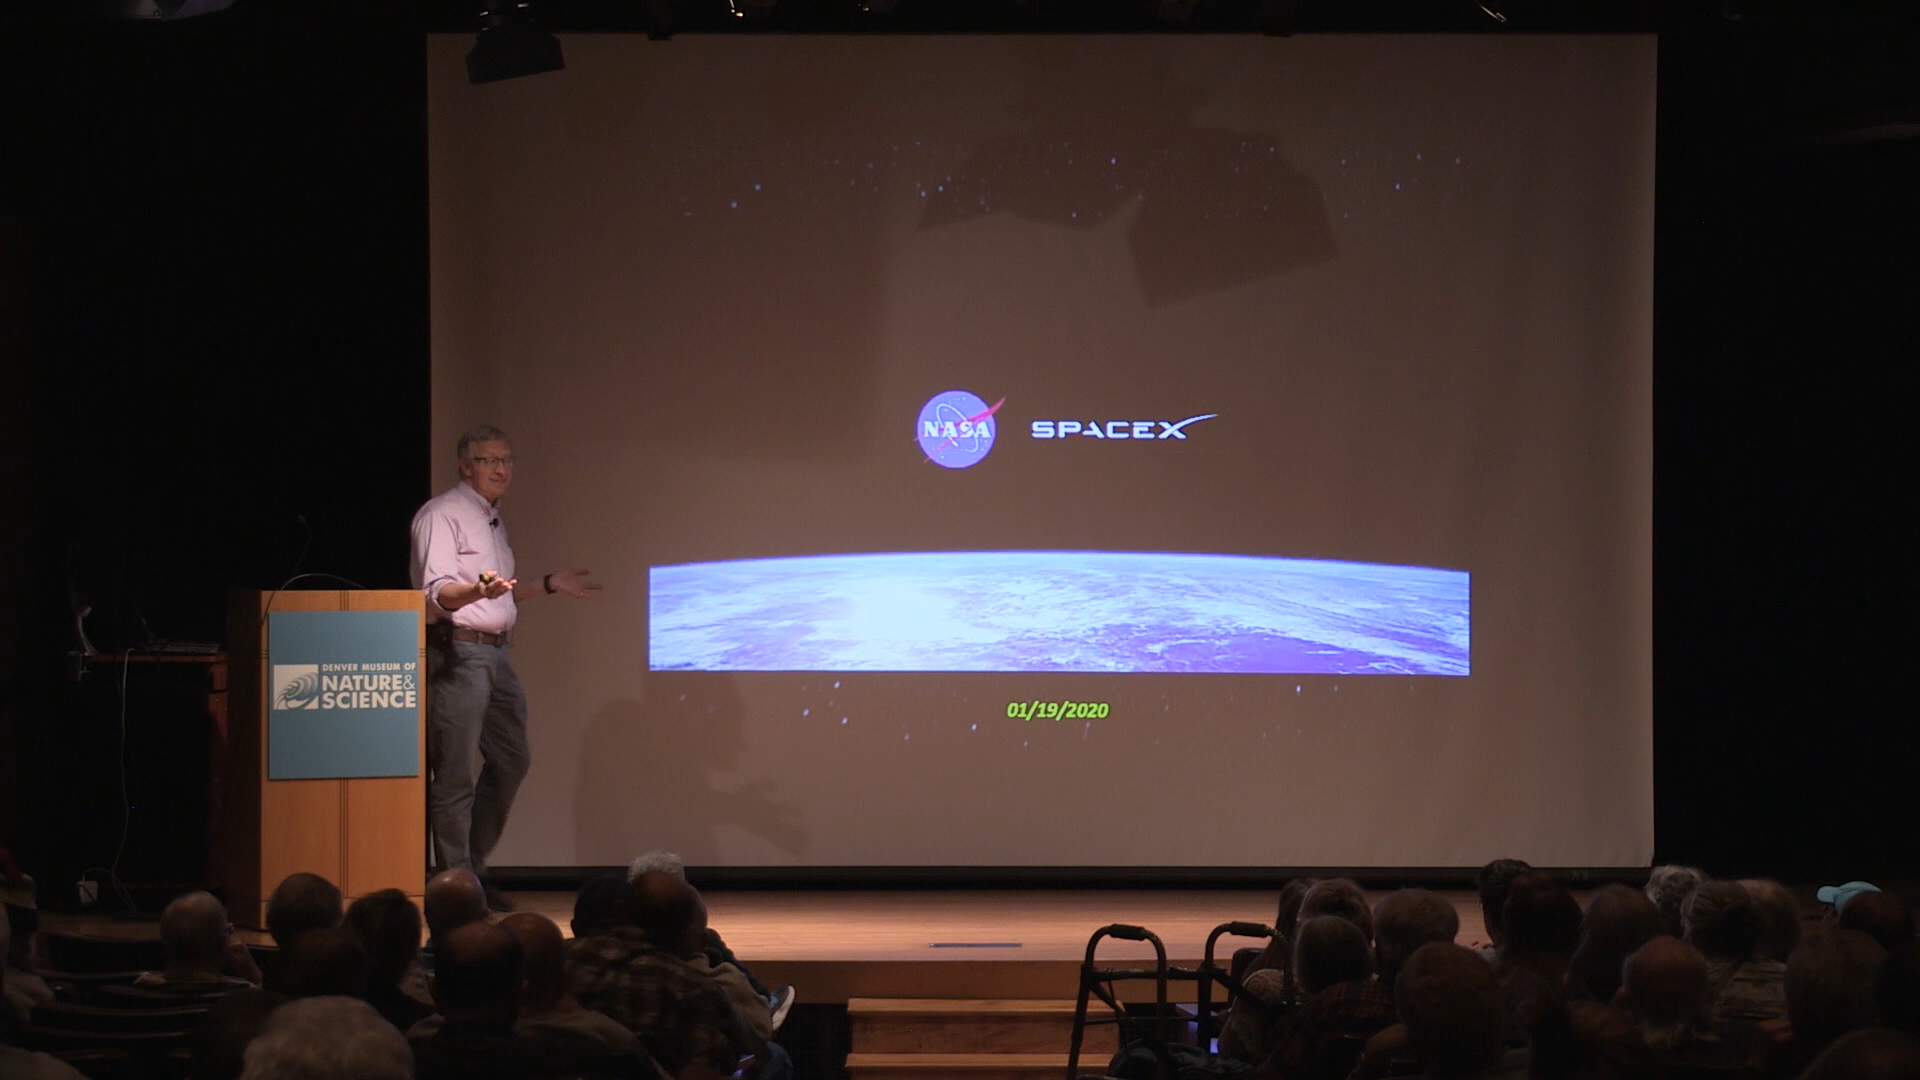 NASA
SPACEX
01/19/2020
DENVER MUSEUM OF
NATURE &
SCIENCE